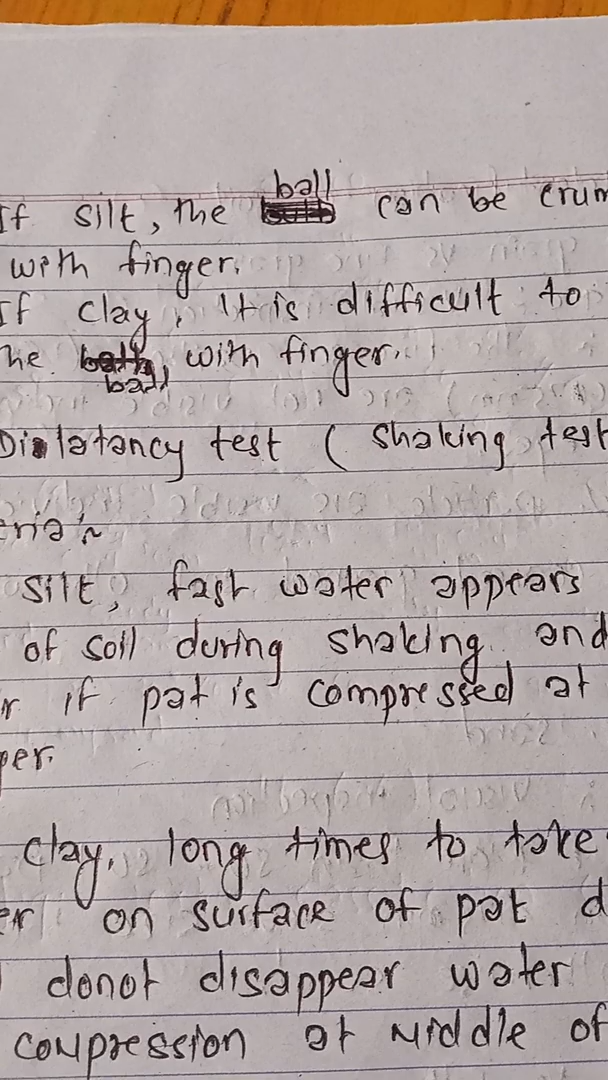 If silt, the ball can be crum
with finger.
If clay, It is difficult to
he ball, with finger.
Dilatancy test ( shaking test
eria~
silt, fast water appears
of soil during shaking and
r if pat is compressed at
per.
clay, long times to take
er on surface of pat d
donot disappear water
compression at middle of